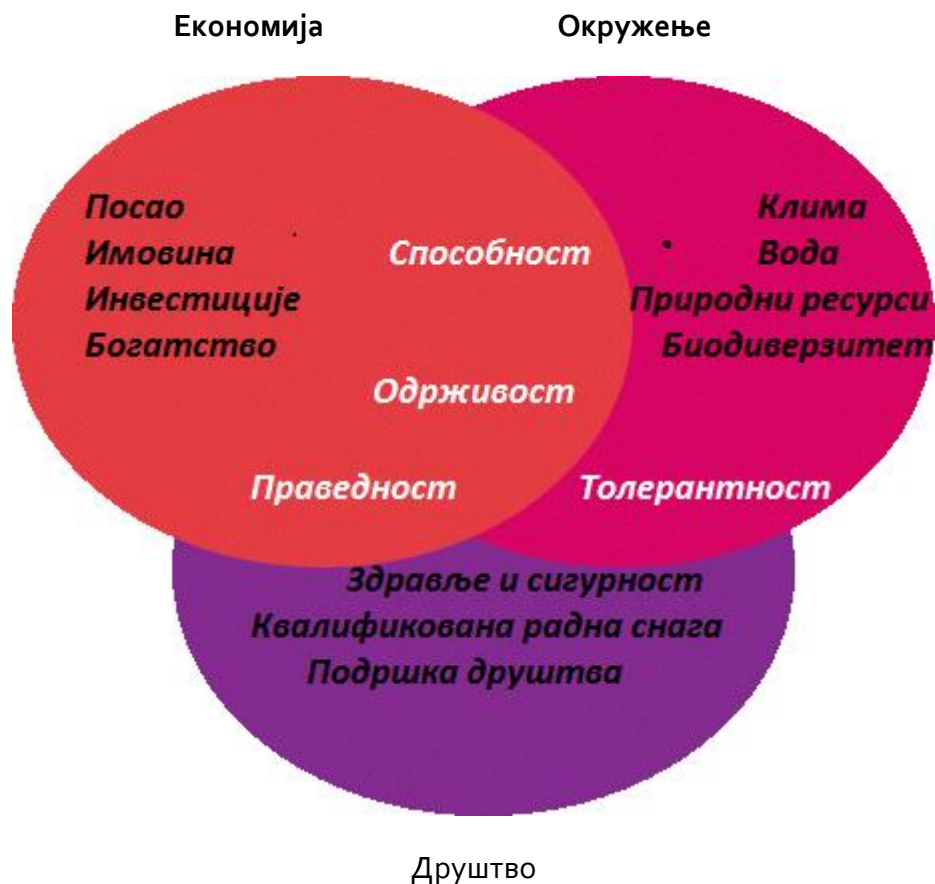 Економија
Окружење
Посао
Имовина
Инвестиције
Богатство
Способност
Клима
Вода
Природни ресурси
Биодиверзитет
Одрживост
Праведност
Толерантност
Здравље и сигурност
Квалификована радна снага
Подршка друштва
Друштво